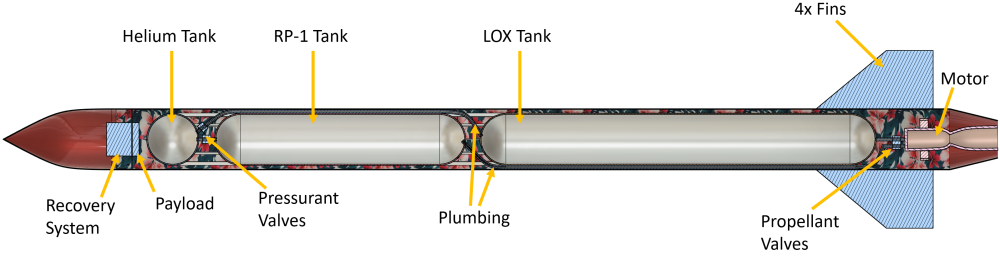 4x Fins
Helium Tank
RP-1 Tank
LOX Tank
Motor
Recovery
System
Payload
Pressurant
Valves
Plumbing
Propellant
Valves